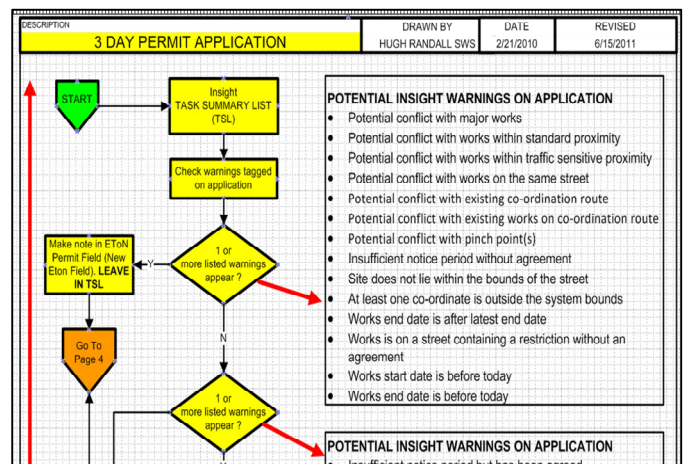 DESCRIPTION
3 DAY PERMIT APPLICATION
DRAWN BY
HUGH RANDALL SWS
DATE
2/21/2010
REVISED
6/15/2011
START
Insight
TASK SUMMARY LIST
(TSL)
Check warnings tagged
on application
1 or
more listed warnings
appear ?
Y
Make note in EToN
Permit Field (New
Eton Field). LEAVE
IN TSL
Go To
Page 4
N
1 or
more listed warnings
appear ?
Y
POTENTIAL INSIGHT WARNINGS ON APPLICATION
• Potential conflict with major works
• Potential conflict with works within standard proximity
• Potential conflict with works within traffic sensitive proximity
• Potential conflict with works on the same street
• Potential conflict with existing co-ordination route
• Potential conflict with existing works on co-ordination route
• Potential conflict with pinch point(s)
• Insufficient notice period without agreement
• Site does not lie within the bounds of the street
• At least one co-ordinate is outside the system bounds
• Works end date is after latest end date
• Works is on a street containing a restriction without an
agreement
• Works start date is before today
• Works end date is before today
POTENTIAL INSIGHT WARNINGS ON APPLICATION
• Insufficient notice period but has been agreed